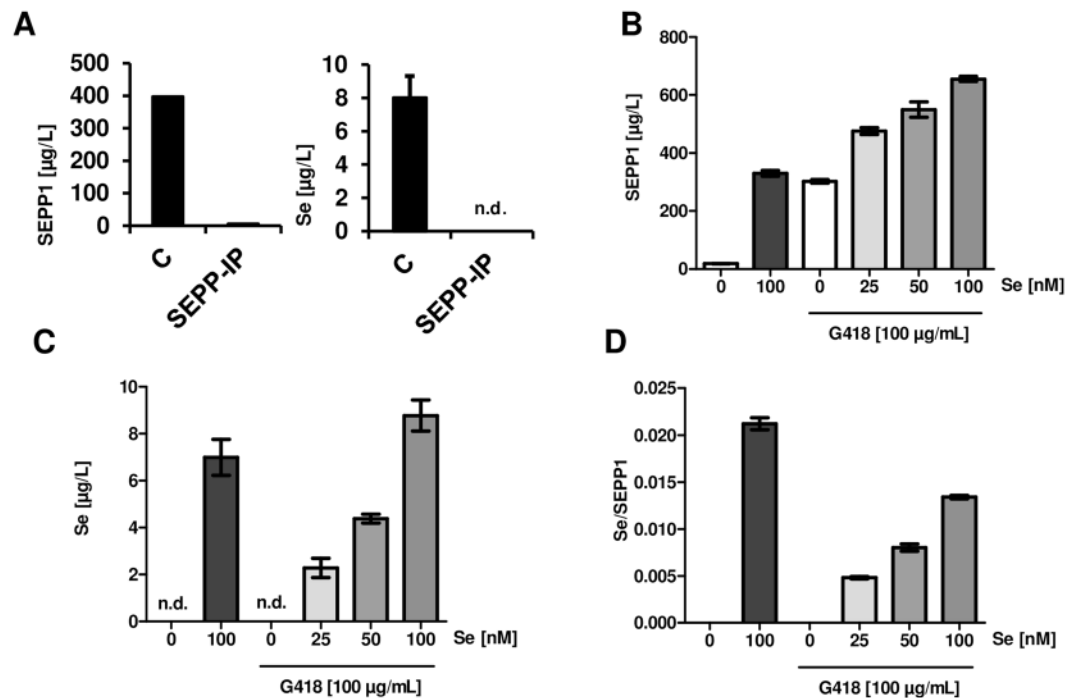 A
SEPP1 [µg/L]
500
400
300
200
100
0
C
SEPP-IP
Se [µg/L]
10
8
6
4
2
0
n.d.
C
SEPP-IP
B
SEPP1 [µg/L]
800
600
400
200
0
0 100 0 25 50 100 Se [nM]
G418 [100 µg/mL]
C
Se [µg/L]
10
8
6
4
2
0
n.d. n.d.
0 100 0 25 50 100 Se [nM]
G418 [100 µg/mL]
D
Se/SEPP1
0.025
0.020
0.015
0.010
0.005
0.000
0 100 0 25 50 100 Se [nM]
G418 [100 µg/mL]